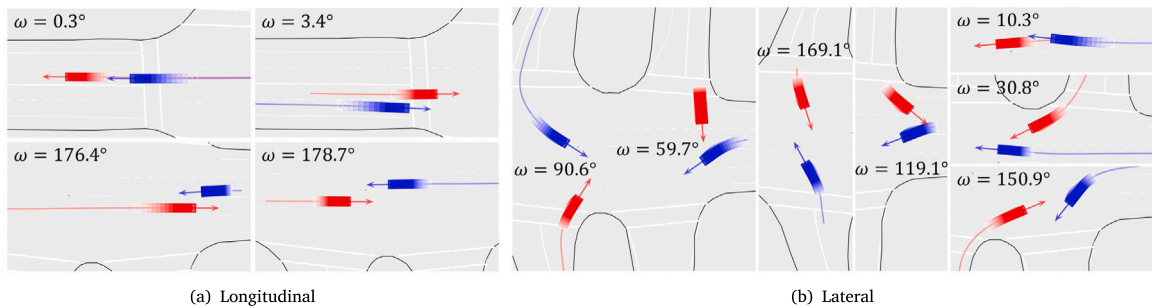 ω = 0.3°
ω = 3.4°
ω = 176.4°
ω = 178.7°
(a) Longitudinal
ω = 90.6°
ω = 59.7°
ω = 169.1°
ω = 119.1°
ω = 10.3°
ω = 30.8°
ω = 150.9°
(b) Lateral